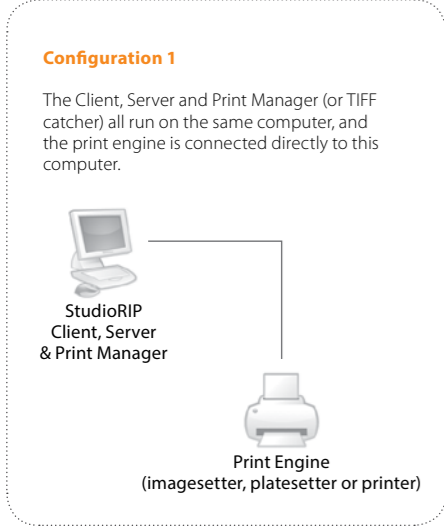 Configuration 1
The Client, Server and Print Manager (or TIFF
catcher) all run on the same computer, and
the print engine is connected directly to this
computer.
StudioRIP
Client, Server
& Print Manager
Print Engine
(imagesetter, platesetter or printer)